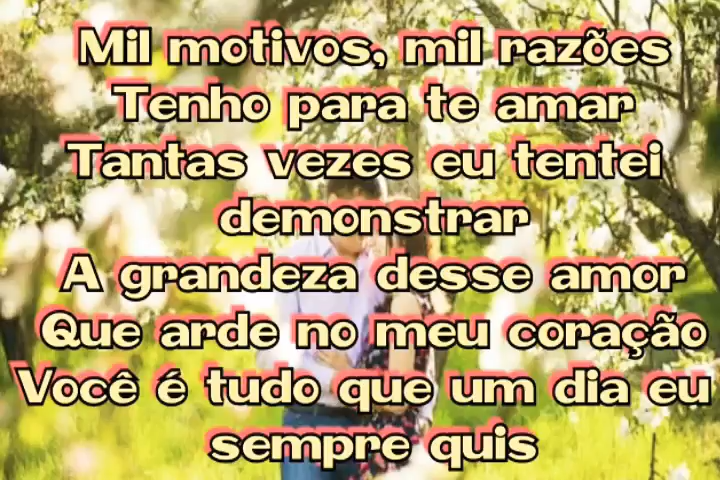 Mil motivos, mil razões
Tenho para te amar
Tantas vezes eu tentei
demonstrar
A grandeza desse amor
Que arde no meu coração
Você é tudo que um dia eu
sempre quis